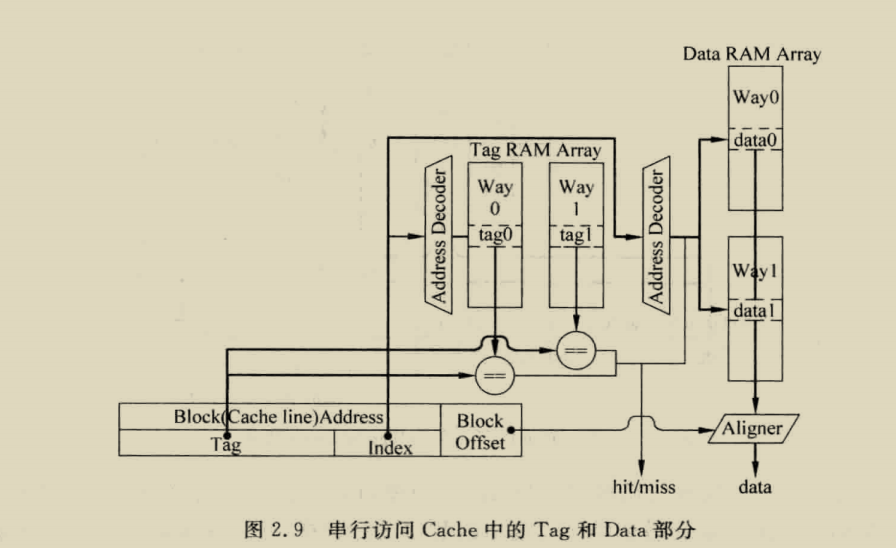 Data RAM Array
Way0
data0
Tag RAM Array
Address Decoder
Way
0
tag0
Way
1
tag1
Address Decoder
Way1
data1
==
==
Block(Cache line)Address
Tag
Index
Block
Offset
Aligner
hit/miss
data
图 2.9 串行访问 Cache 中的 Tag 和 Data 部分